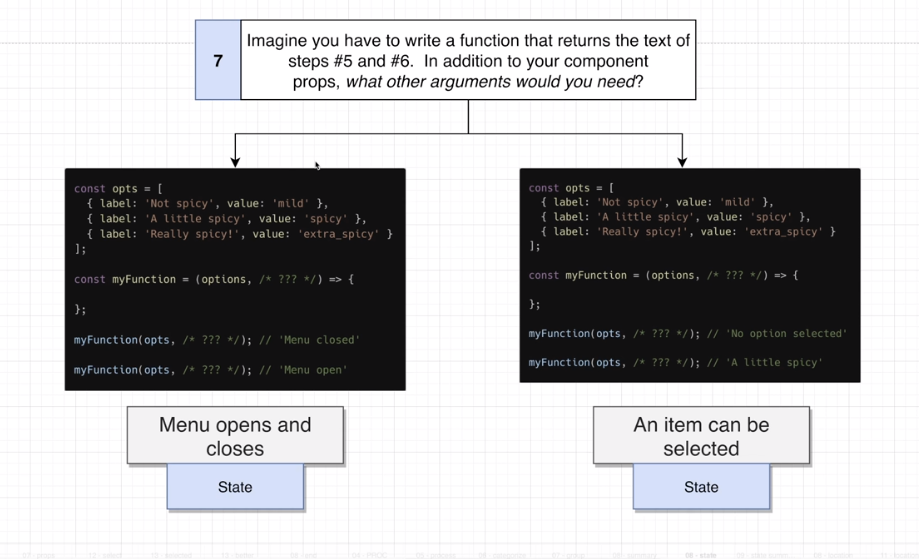 7
Imagine you have to write a function that returns the text of
steps #5 and #6.  In addition to your component
props, what other arguments would you need?
const opts = [
  { label: 'Not spicy', value: 'mild' },
  { label: 'A little spicy', value: 'spicy' },
  { label: 'Really spicy!', value: 'extra_spicy' }
];
const myFunction = (options, /* ??? */) => {
};
myFunction(opts, /* ??? */); // 'Menu closed'
myFunction(opts, /* ??? */); // 'Menu open'
const opts = [
  { label: 'Not spicy', value: 'mild' },
  { label: 'A little spicy', value: 'spicy' },
  { label: 'Really spicy!', value: 'extra_spicy' }
];
const myFunction = (options, /* ??? */) => {
};
myFunction(opts, /* ??? */); // 'No option selected'
myFunction(opts, /* ??? */); // 'A little spicy'
Menu opens and
closes
State
An item can be
selected
State